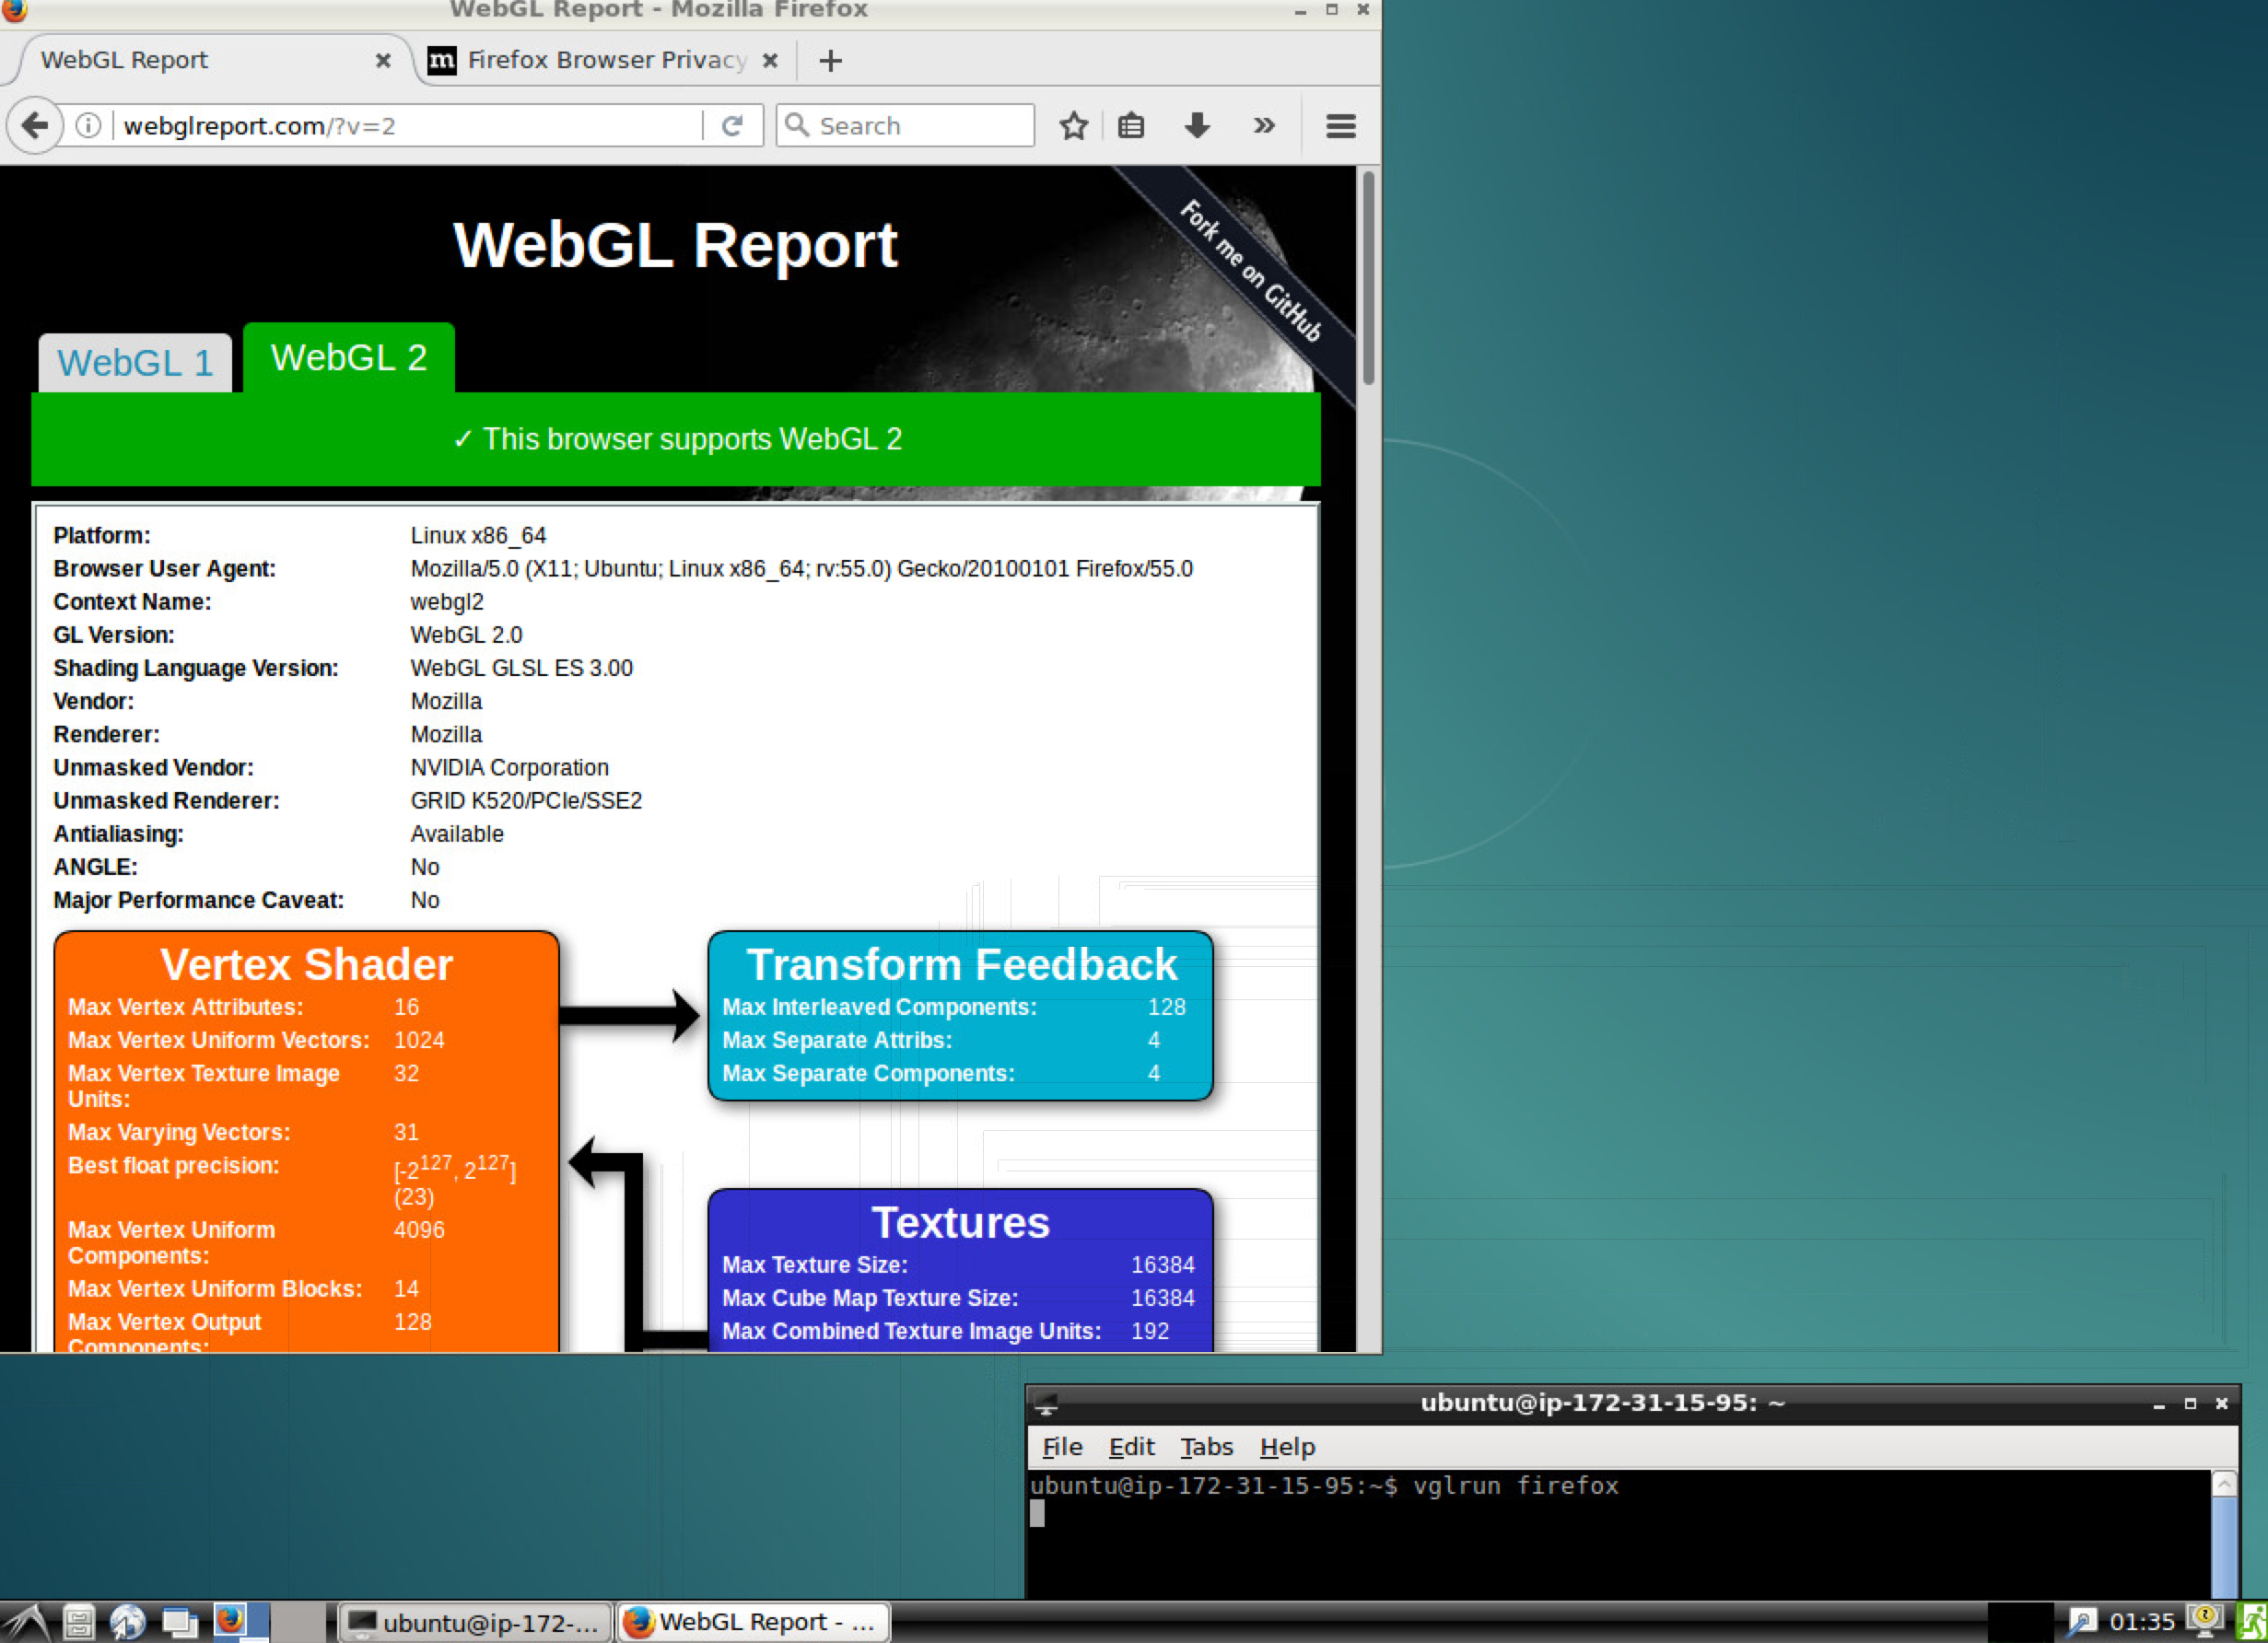 WebGL Report - Mozilla Firefox
WebGL Report
m Firefox Browser Privacy
webglreport.com/?v=2
Search
Fork me on GitHub
WebGL Report
WebGL 1 WebGL 2
✓ This browser supports WebGL 2
Platform: Linux x86_64
Browser User Agent: Mozilla/5.0 (X11; Ubuntu; Linux x86_64; rv:55.0) Gecko/20100101 Firefox/55.0
Context Name: webgl2
GL Version: WebGL 2.0
Shading Language Version: WebGL GLSL ES 3.00
Vendor: Mozilla
Renderer: Mozilla
Unmasked Vendor: NVIDIA Corporation
Unmasked Renderer: GRID K520/PCIe/SSE2
Antialiasing: Available
ANGLE: No
Major Performance Caveat: No
Vertex Shader
Max Vertex Attributes: 16
Max Vertex Uniform Vectors: 1024
Max Vertex Texture Image 32
Units:
Max Varying Vectors: 31
Best float precision: [-2^127, 2^127]
(23)
Max Vertex Uniform 4096
Components:
Max Vertex Uniform Blocks: 14
Max Vertex Output 128
Components:
Transform Feedback
Max Interleaved Components: 128
Max Separate Attribs: 4
Max Separate Components: 4
Textures
Max Texture Size: 16384
Max Cube Map Texture Size: 16384
Max Combined Texture Image Units: 192
ubuntu@ip-172-31-15-95: ~
File Edit Tabs Help
ubuntu@ip-172-31-15-95:~$ vglrun firefox
ubuntu@ip-172-...
WebGL Report - ...
01:35